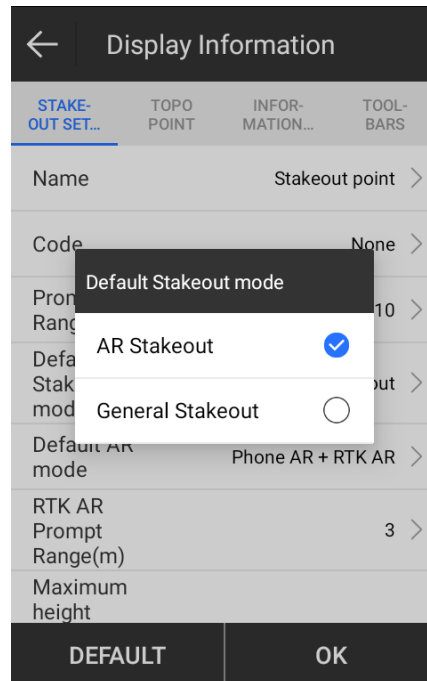 Display Information
STAKE-
OUT SET...
TOPO
POINT
INFOR-
MATION...
TOOL-
BARS
Name
Stakeout point
Code
None
Default Stakeout mode
10
AR Stakeout
General Stakeout
Default AR
mode
Phone AR + RTK AR
RTK AR
Prompt
Range(m)
3
Maximum
height
DEFAULT
OK